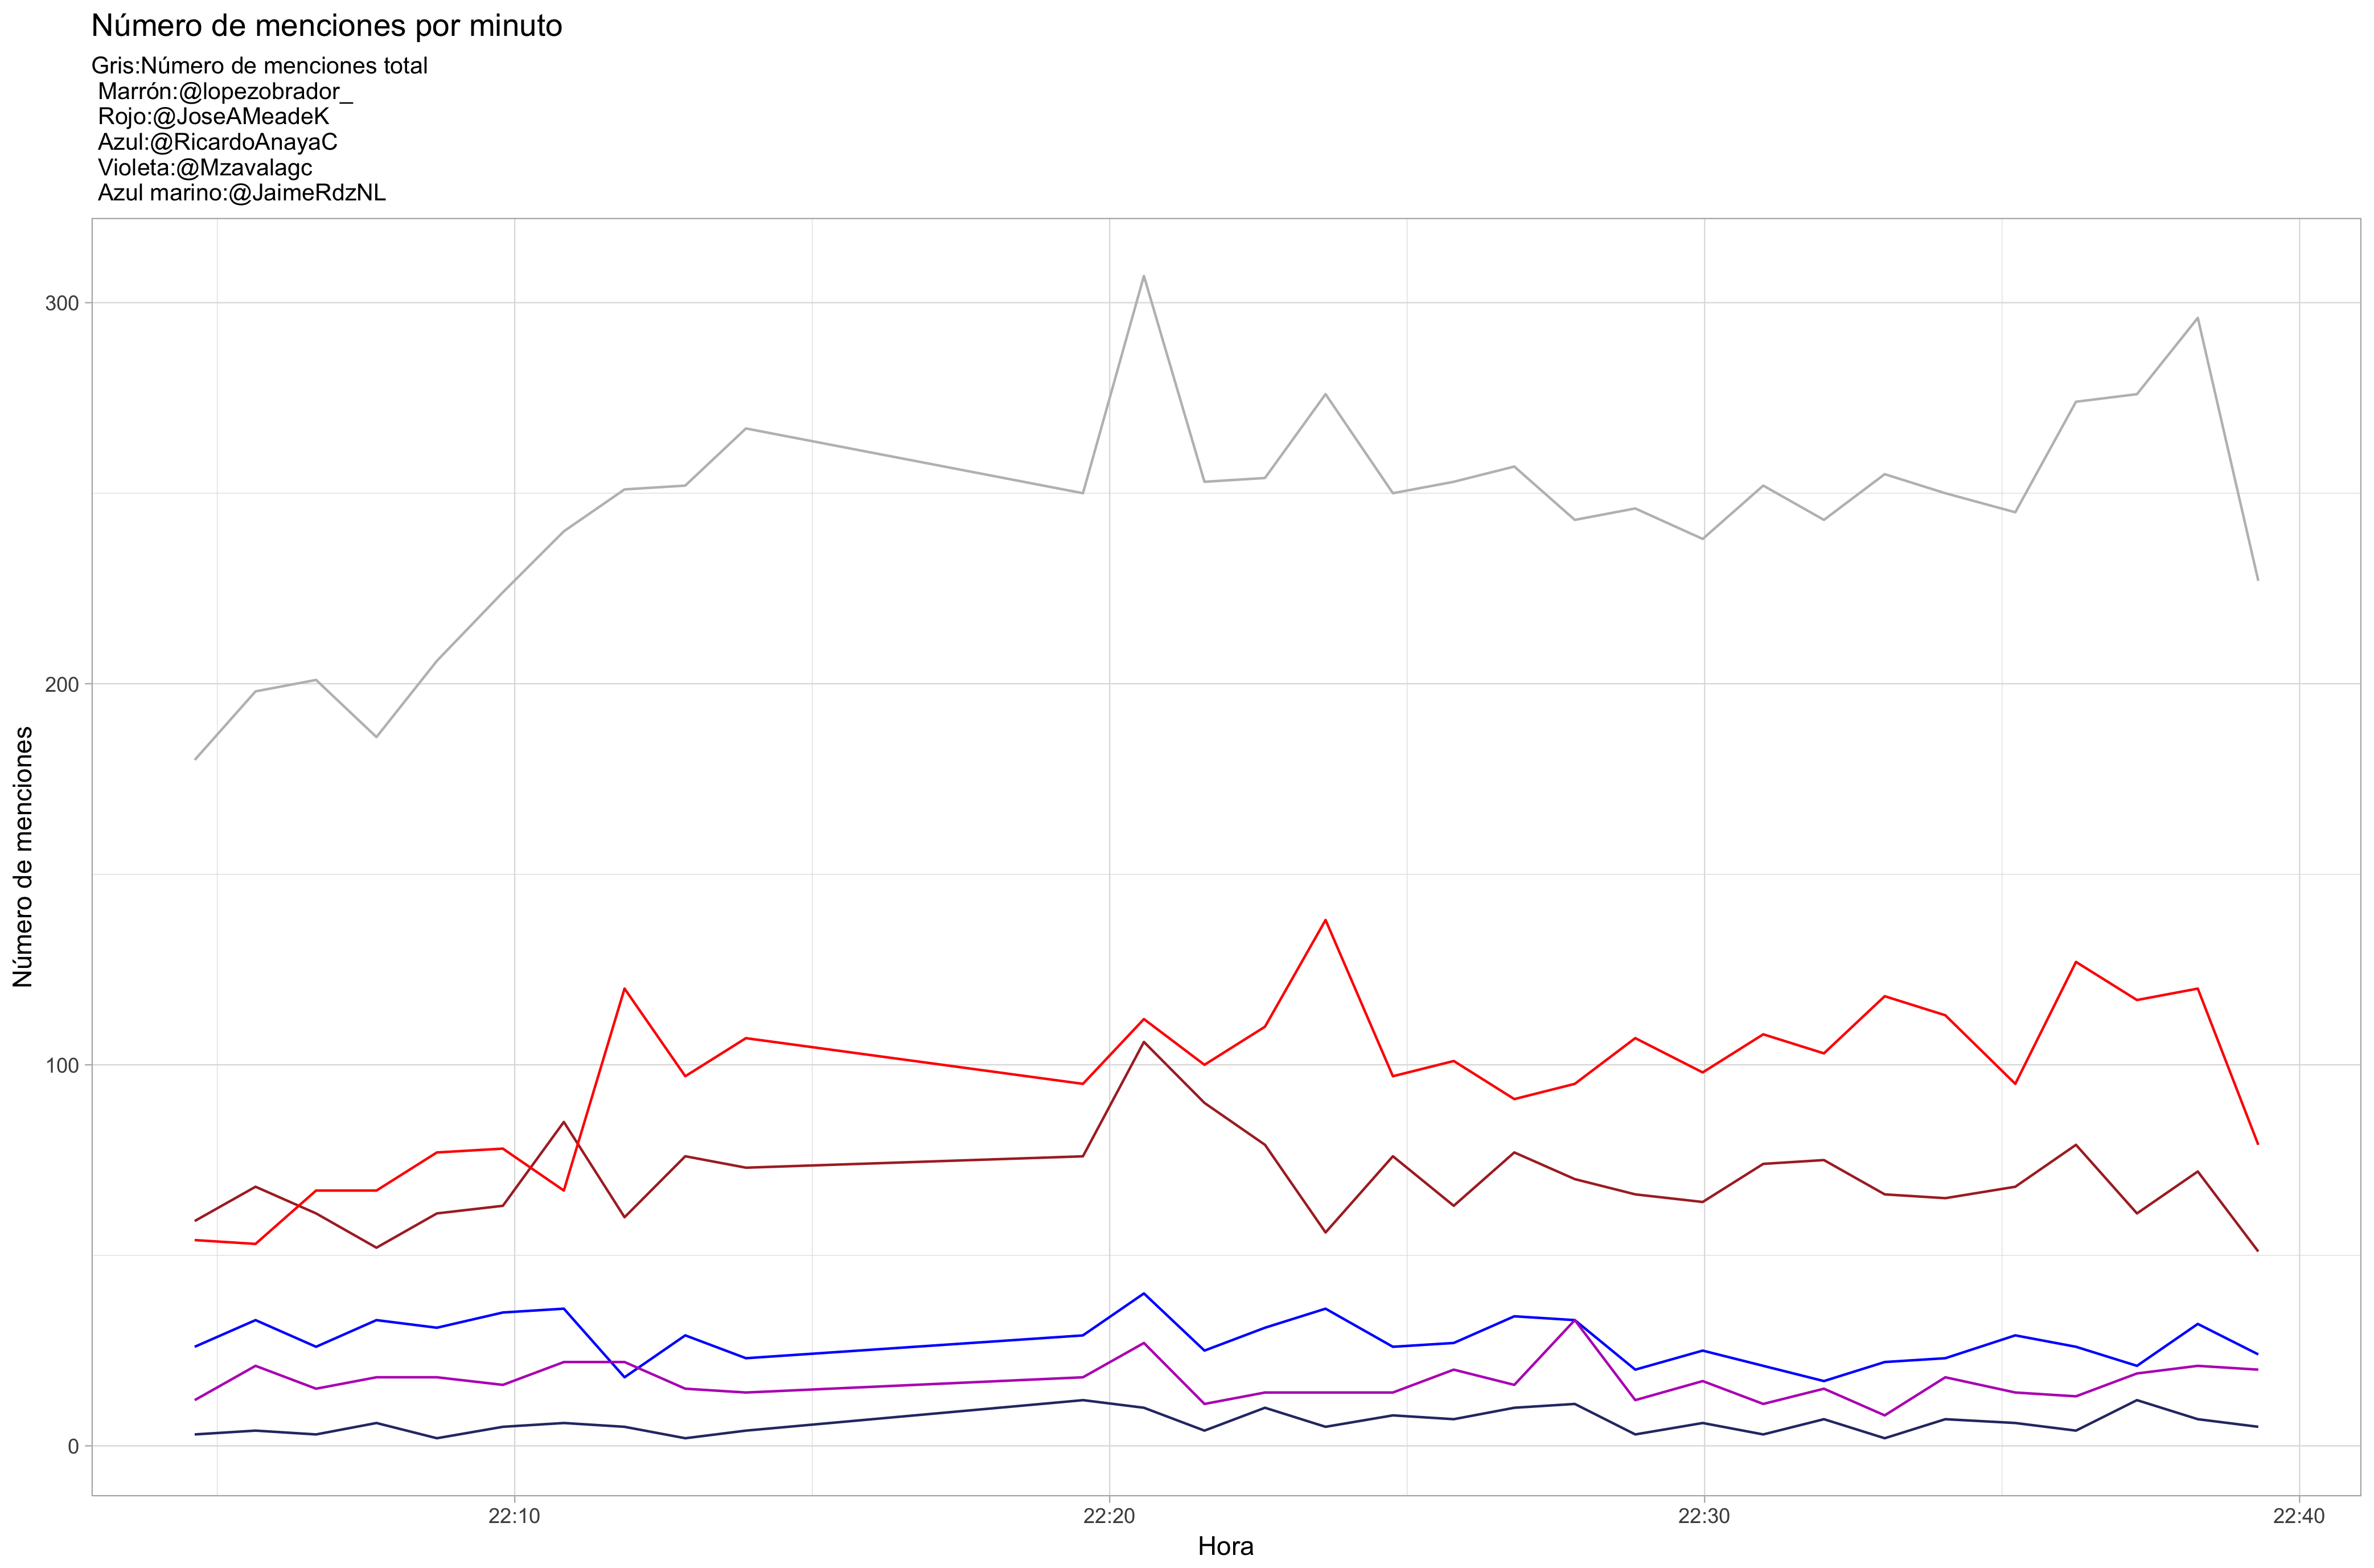 Número de menciones por minuto
Gris:Número de menciones total
Marrón:@lopezobrador_
Rojo:@JoseAMeadeK
Azul:@RicardoAnayaC
Violeta:@Mzavalagc
Azul marino:@JaimeRdzNL
Número de menciones
300
200
100
0
22:10
22:20
22:30
22:40
Hora